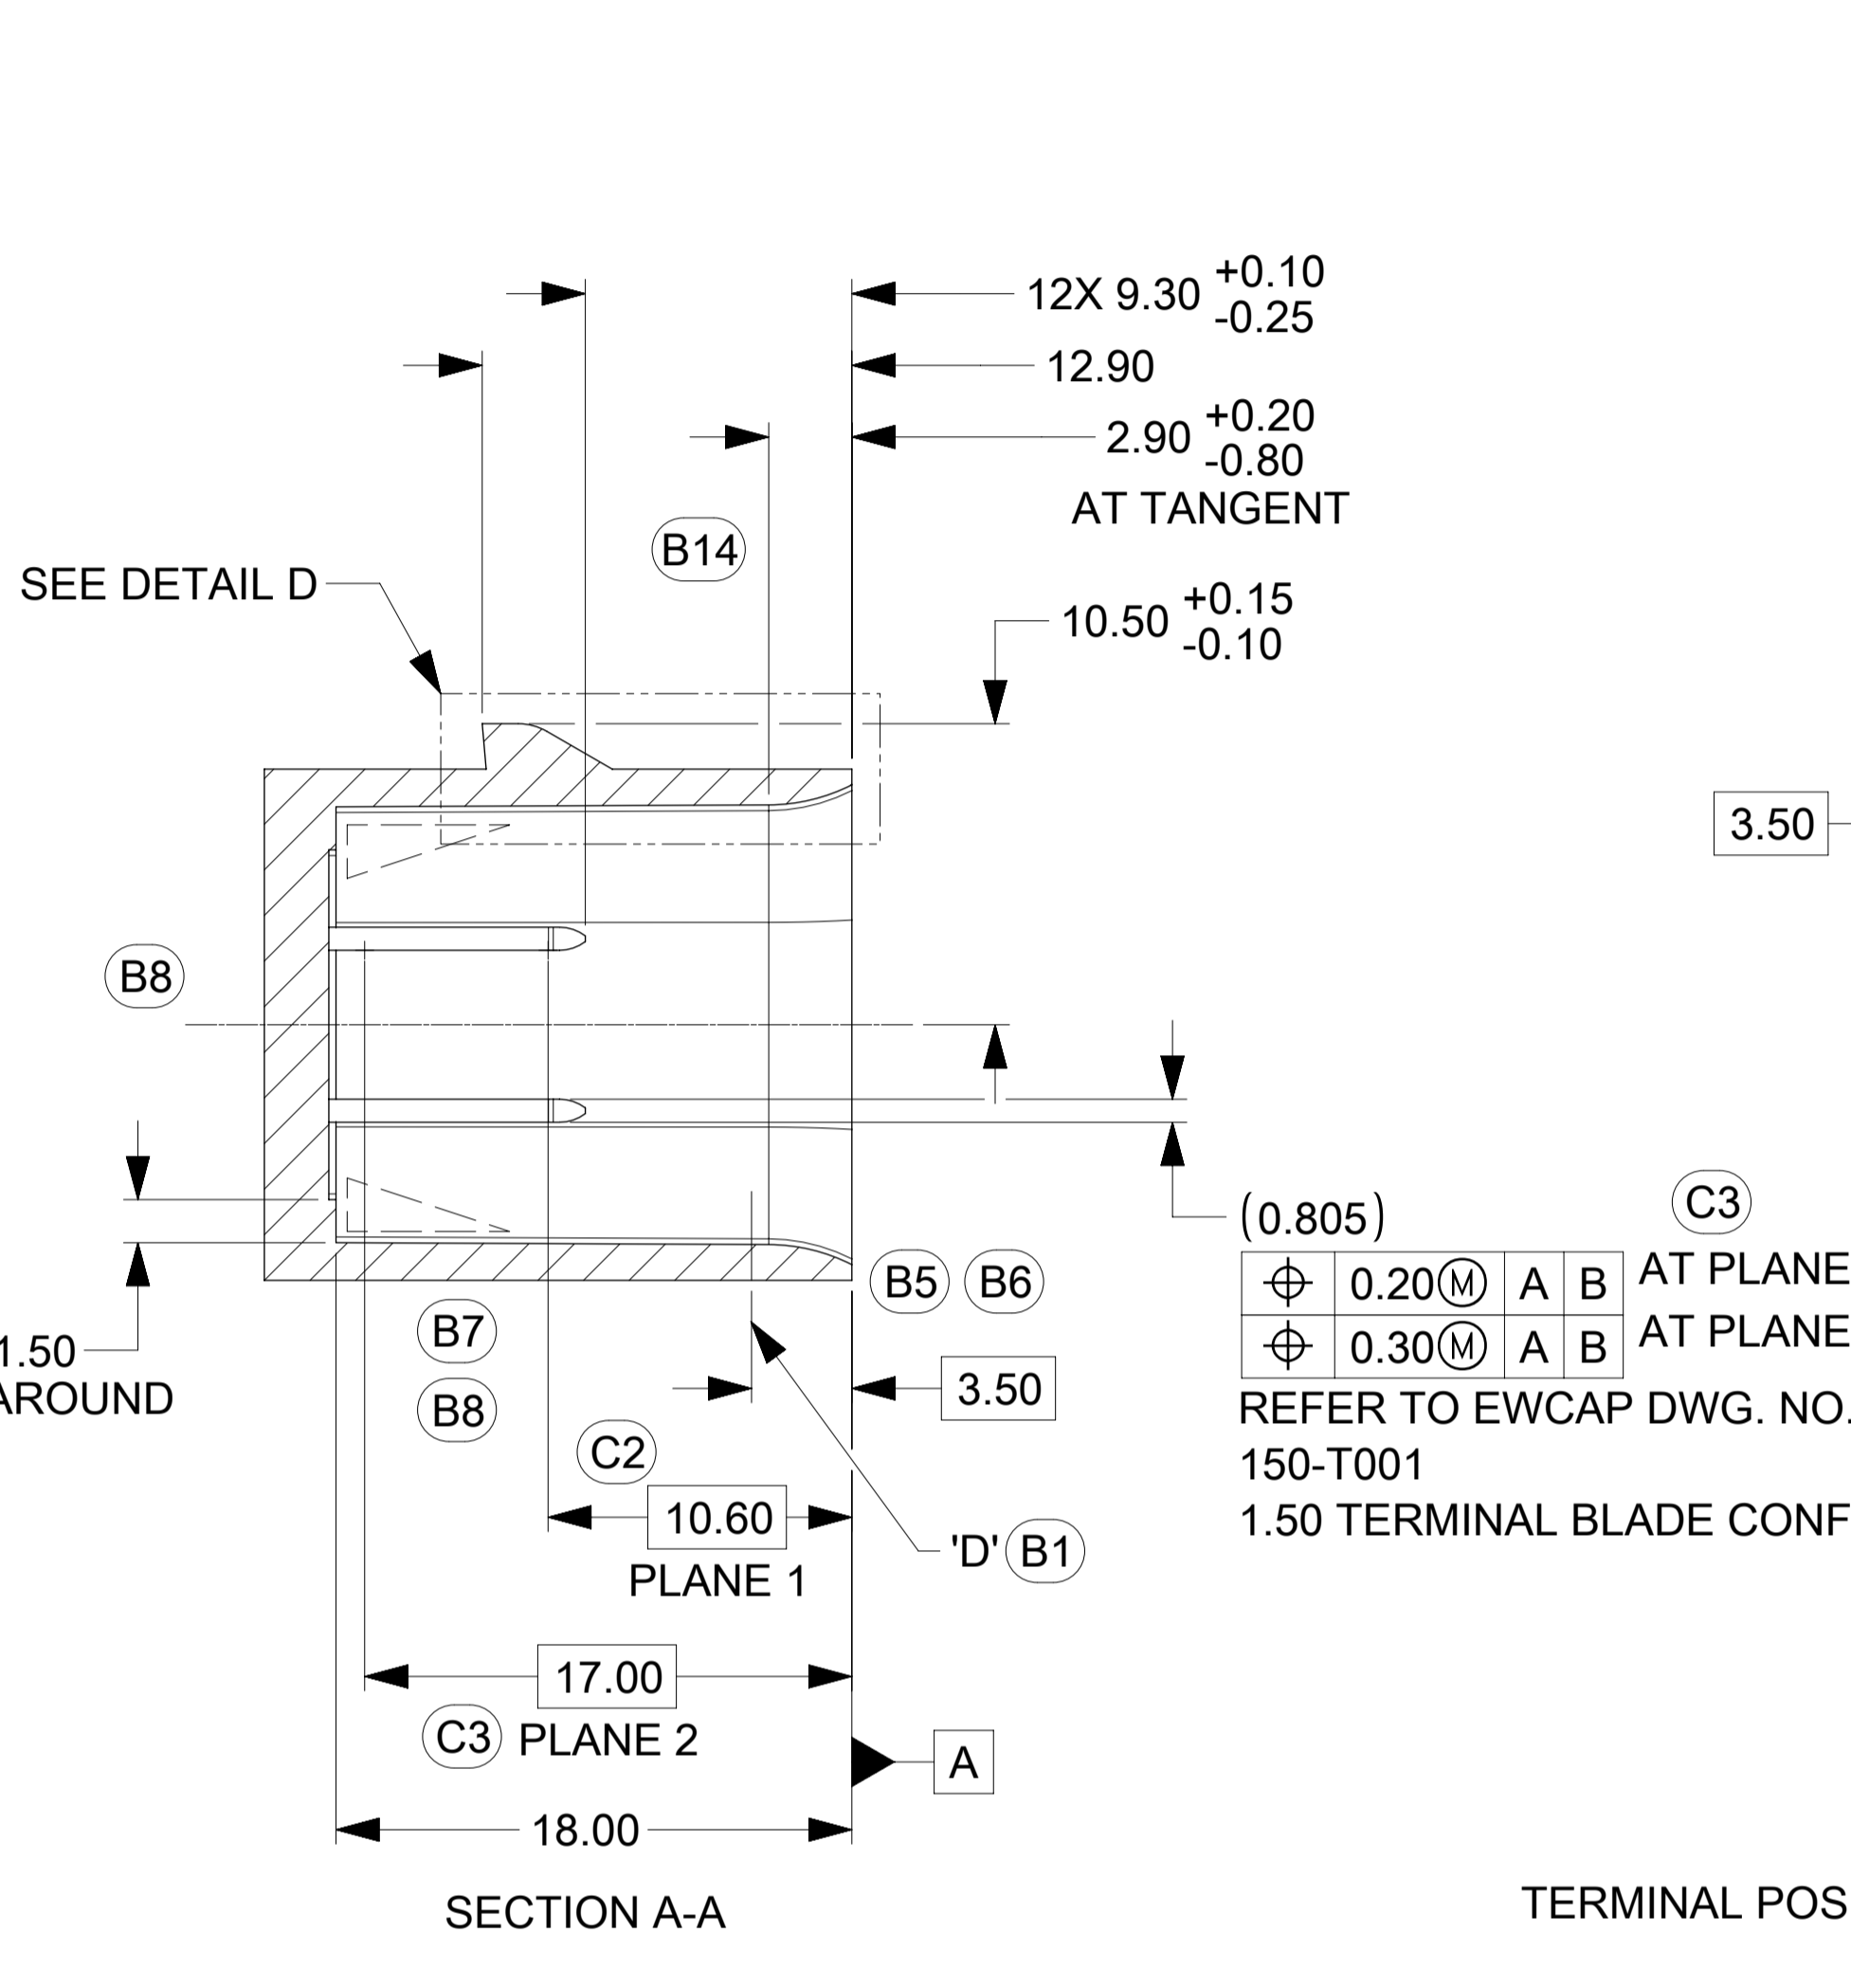 12X 9.30 +0.10 -0.25
12.90
2.90 +0.20 -0.80
AT TANGENT
B14
SEE DETAIL D
10.50 +0.15 -0.10
3.50
B8
(0.805)
C3
0.20 Ⓜ A B AT PLANE
0.30 Ⓜ A B AT PLANE
REFER TO EWCAP DWG. NO.
150-T001
1.50 TERMINAL BLADE CONF
B5 B6
B7
B8
1.50
AROUND
3.50
C2
10.60
PLANE 1
'D' B1
17.00
C3 PLANE 2
A
18.00
SECTION A-A
TERMINAL POS